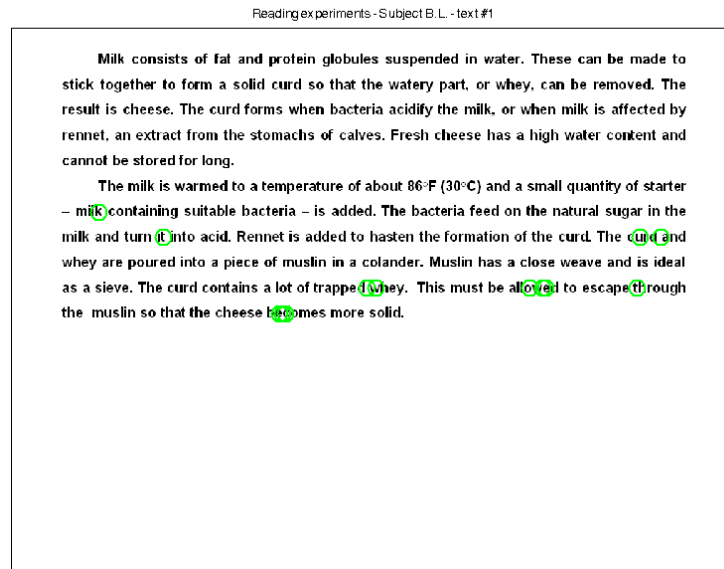 Reading experiments - Subject B.L. - text #1
Milk consists of fat and protein globules suspended in water. These can be made to
stick together to form a solid curd so that the watery part, or whey, can be removed. The
result is cheese. The curd forms when bacteria acidify the milk, or when milk is affected by
rennet, an extract from the stomachs of calves. Fresh cheese has a high water content and
cannot be stored for long.
The milk is warmed to a temperature of about 86°F (30°C) and a small quantity of starter
– milk containing suitable bacteria – is added. The bacteria feed on the natural sugar in the
milk and turn it into acid. Rennet is added to hasten the formation of the curd. The curd and
whey are poured into a piece of muslin in a colander. Muslin has a close weave and is ideal
as a sieve. The curd contains a lot of trapped whey. This must be allowed to escape through
the muslin so that the cheese becomes more solid.